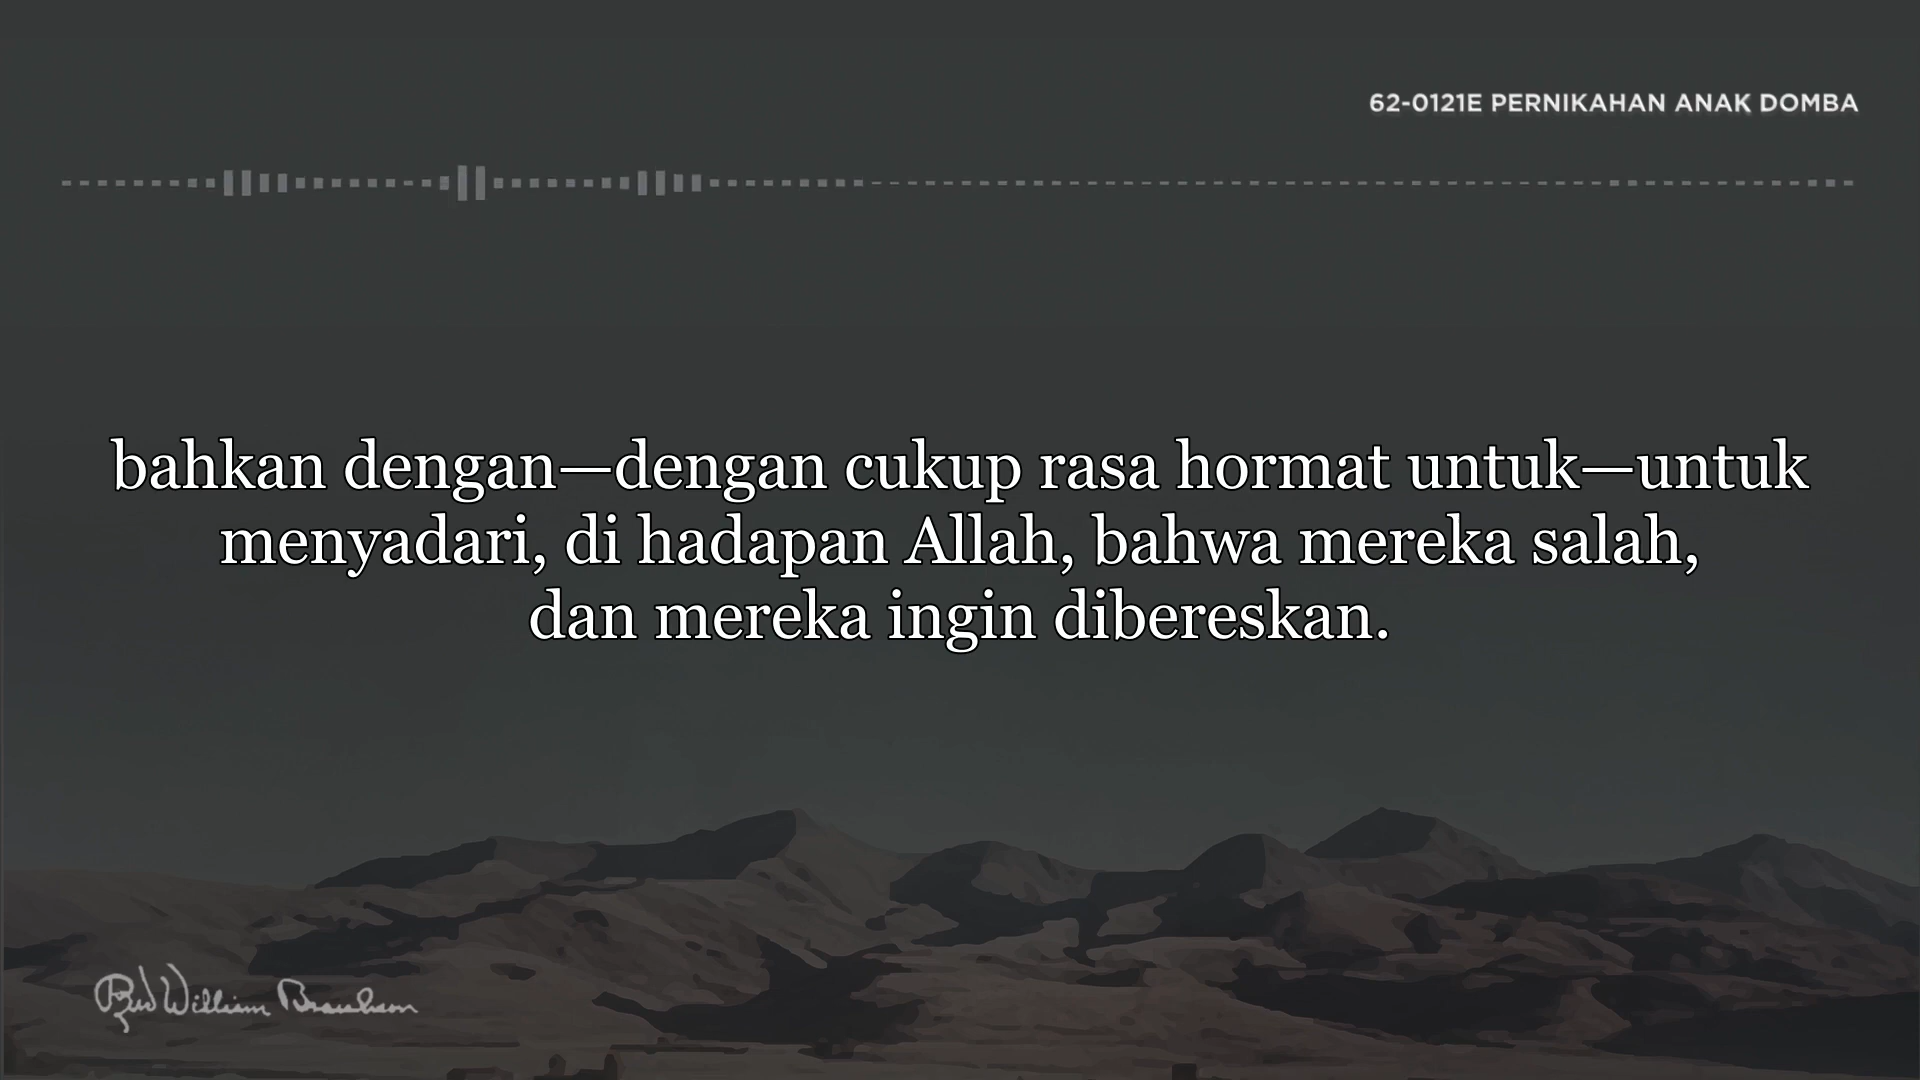 62-0121E PERNIKAHAN ANAK DOMBA
bahkan dengan—dengan cukup rasa hormat untuk—untuk
menyadari, di hadapan Allah, bahwa mereka salah,
dan mereka ingin dibereskan.
Rev William Branham